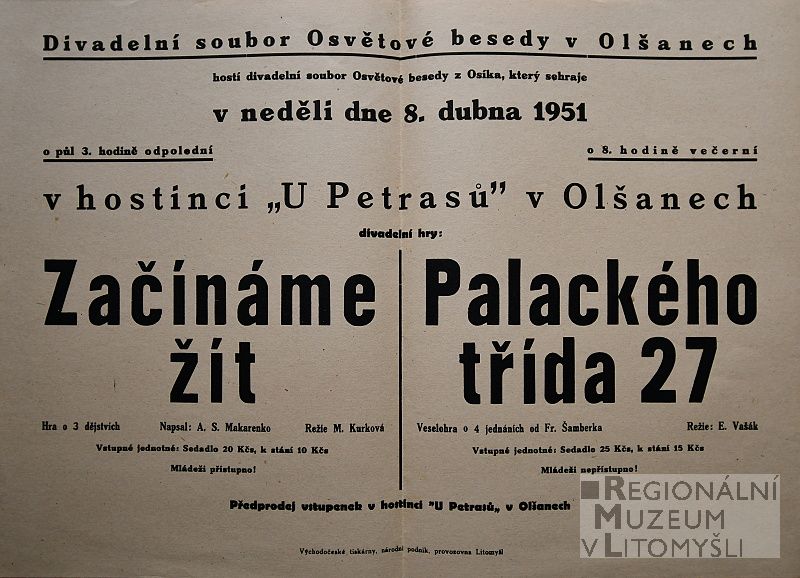 Divadelní soubor Osvětové besedy v Olšanech
hostí divadelní soubor Osvětové besedy z Osíka, který sehraje
v neděli dne 8. dubna 1951
o půl 3. hodině odpolední
o 8. hodině večerní
v hostinci „U Petrasů” v Olšanech
divadelní hry:
Začínáme
žít
Hra o 3 dějstvích Napsal: A. S. Makarenko Režie M. Kurková
Vstupné jednotné: Sedadlo 20 Kčs, k stání 10 Kčs
Mládeži přístupno!
Palackého
třída 27
Veselohra o 4 jednáních od Fr. Šamberka Režie: E. Vašák
Vstupné jednotné: Sedadlo 25 Kčs, k stání 15 Kčs
Mládeži nepřístupno!
Předprodej vstupenek v hostinci "U Petrasů„ v Olšanech
Východočeské tiskárny, národní podnik, provozovna Litomyšl
REGIONÁLNÍ
MUZEUM
V LITOMYŠLI